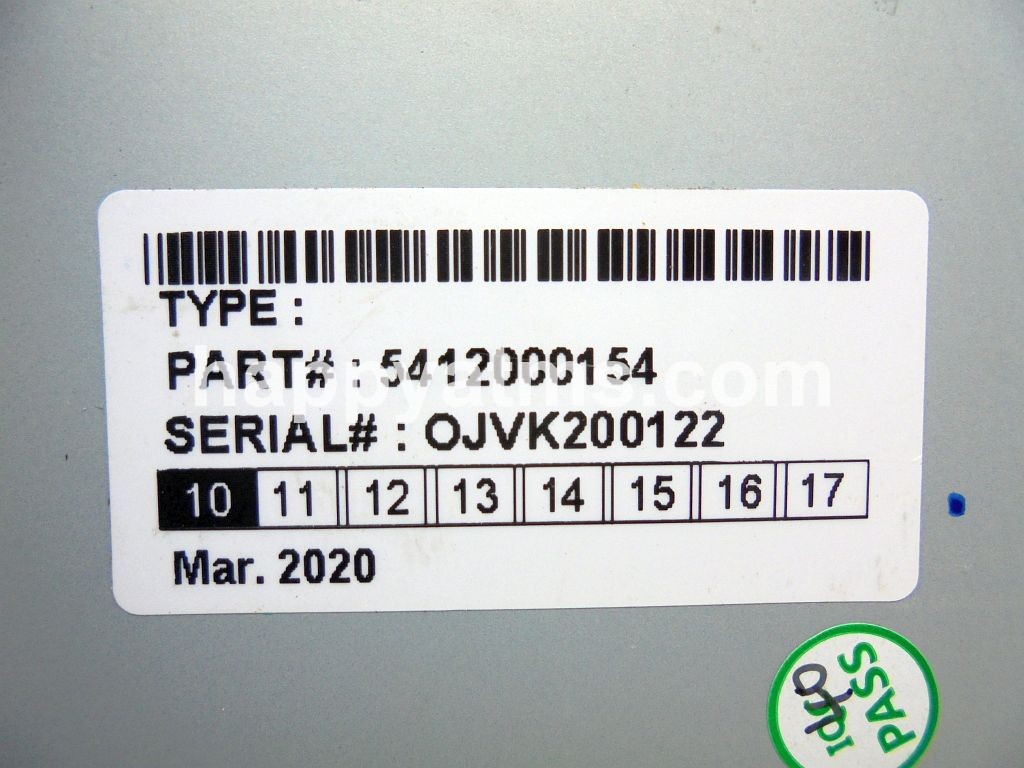 TYPE :
PART# : 5412000154
SERIAL# : OJVK200122
10 11 12 13 14 15 16 17
Mar. 2020
happyatms.com
PASS